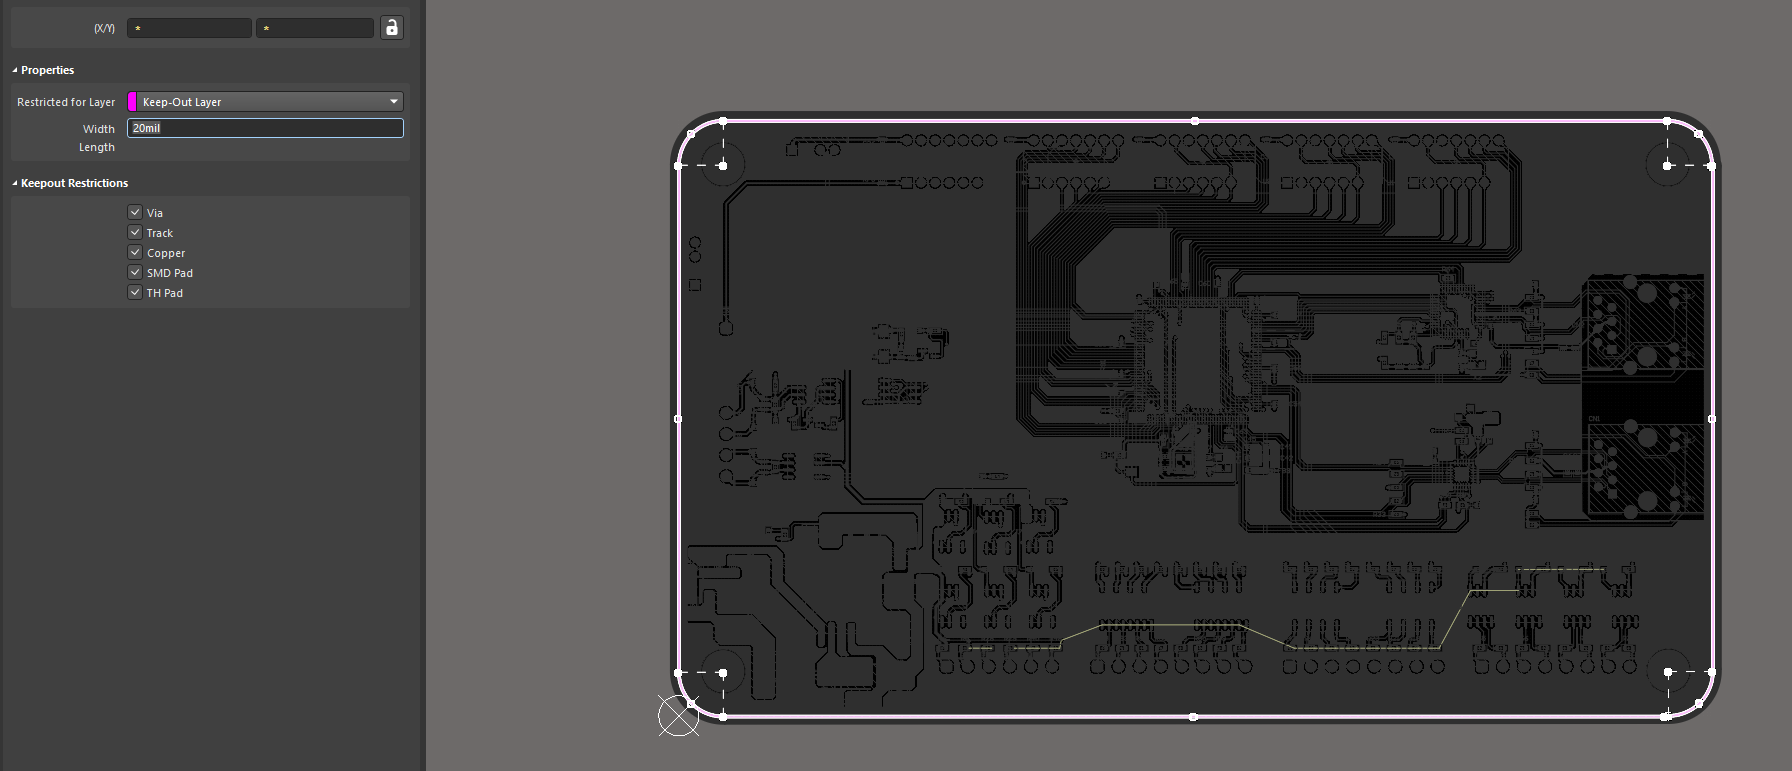 (X/Y) * *
Properties
Restricted for Layer Keep-Out Layer
Width 20mil
Length
Keepout Restrictions
Via
Track
Copper
SMD Pad
TH Pad
CN1